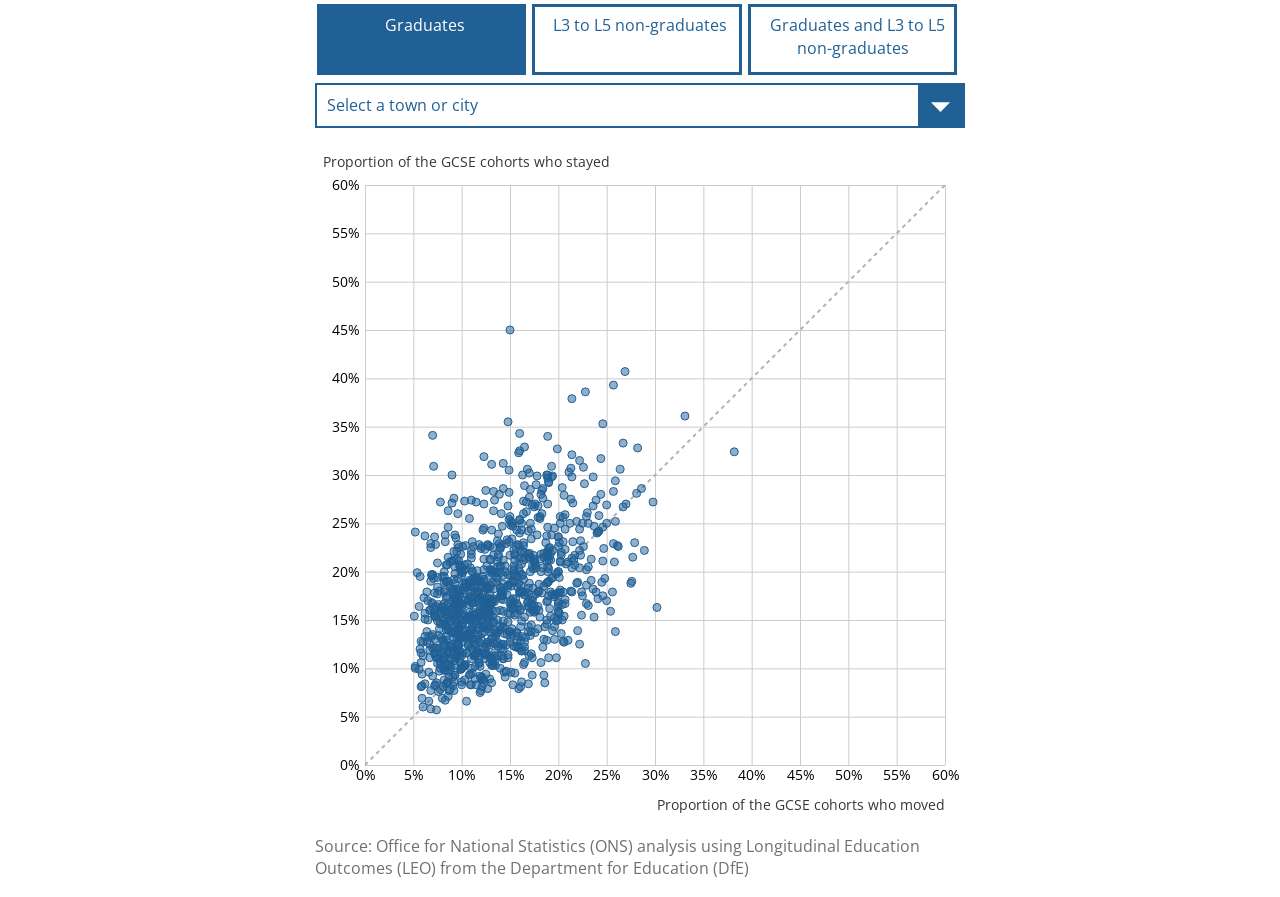 Graduates
L3 to L5 non-graduates
Graduates and L3 to L5
non-graduates
Select a town or city
Proportion of the GCSE cohorts who stayed
60%
55%
50%
45%
40%
35%
30%
25%
20%
15%
10%
5%
0%
0% 5% 10% 15% 20% 25% 30% 35% 40% 45% 50% 55% 60%
Proportion of the GCSE cohorts who moved
Source: Office for National Statistics (ONS) analysis using Longitudinal Education
Outcomes (LEO) from the Department for Education (DfE)